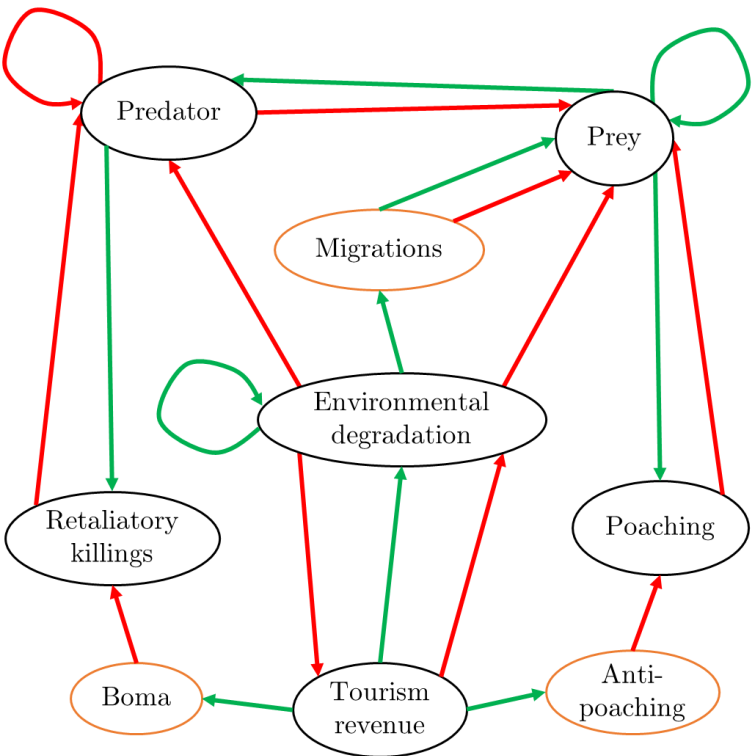 Predator
Prey
Migrations
Environmental
degradation
Retaliatory
killings
Poaching
Boma
Tourism
revenue
Anti-
poaching